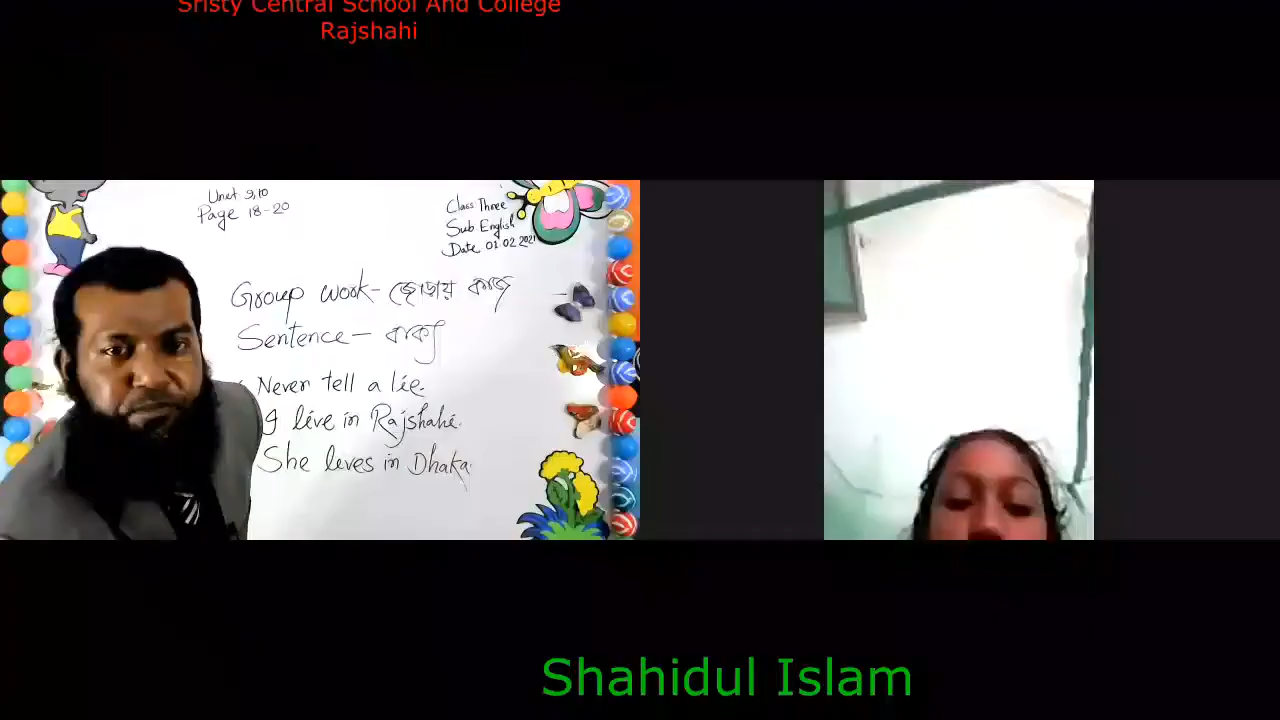 Sristy Central School And College
Rajshahi
Unit 9,10
Page 18-20
Class Three
Sub. English
Date 01 02 2021
Group work- জোড়ায় কাজ
Sentence- বাক্য
Never tell a lie.
I live in Rajshahi.
She lives in Dhaka.
Shahidul Islam